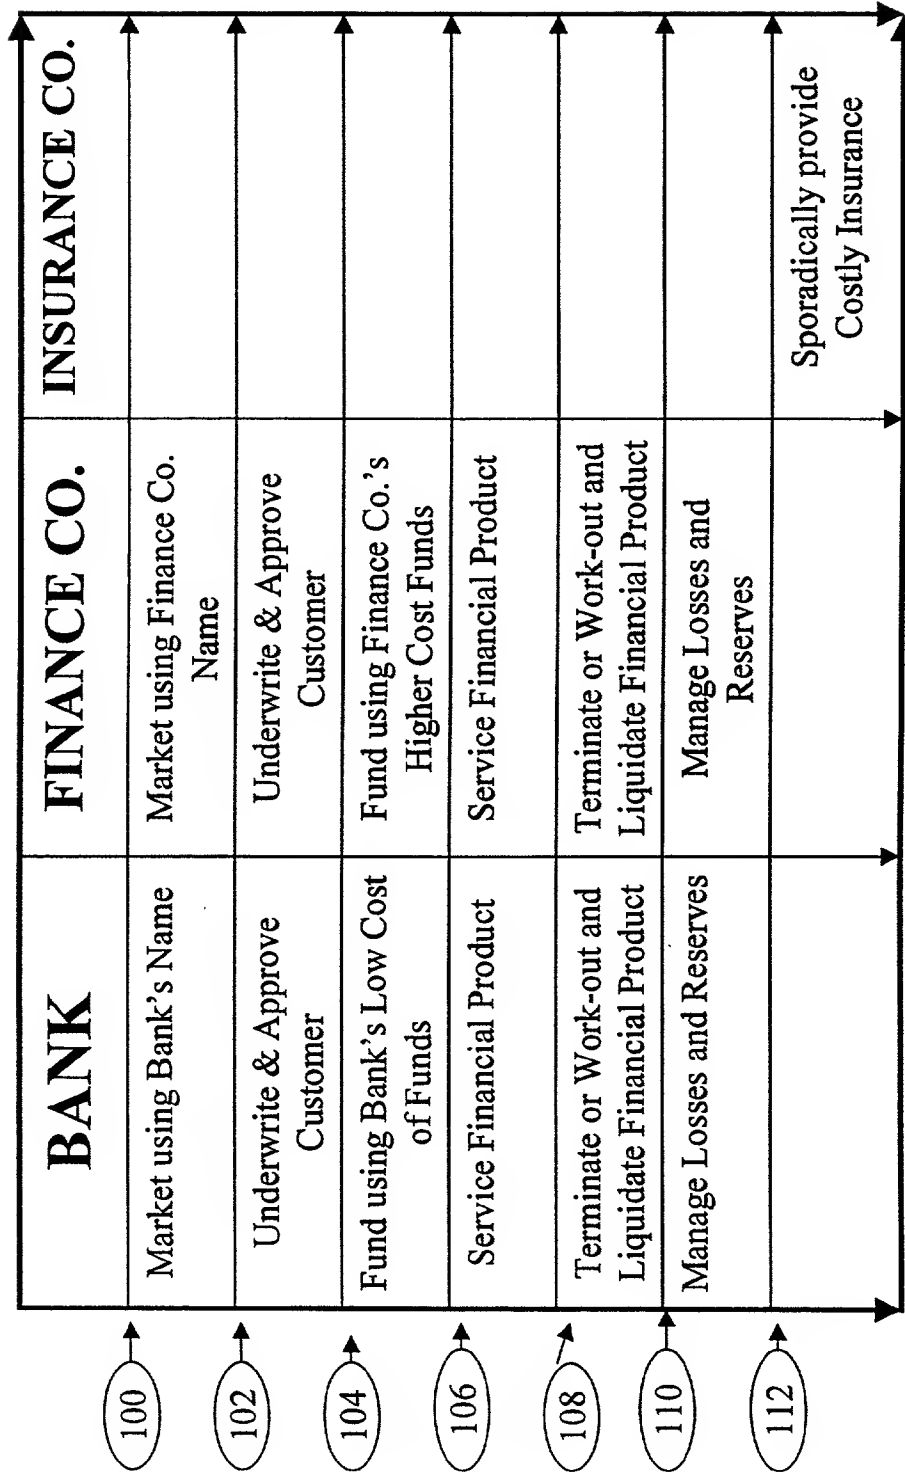 BANK
FINANCE CO.
INSURANCE CO.
100
Market using Bank's Name
Market using Finance Co.
Name
102
Underwrite & Approve
Customer
Underwrite & Approve
Customer
104
Fund using Bank's Low Cost
of Funds
Fund using Finance Co.'s
Higher Cost Funds
106
Service Financial Product
Service Financial Product
108
Terminate or Work-out and
Liquidate Financial Product
Terminate or Work-out and
Liquidate Financial Product
110
Manage Losses and Reserves
Manage Losses and
Reserves
112
Sporadically provide
Costly Insurance